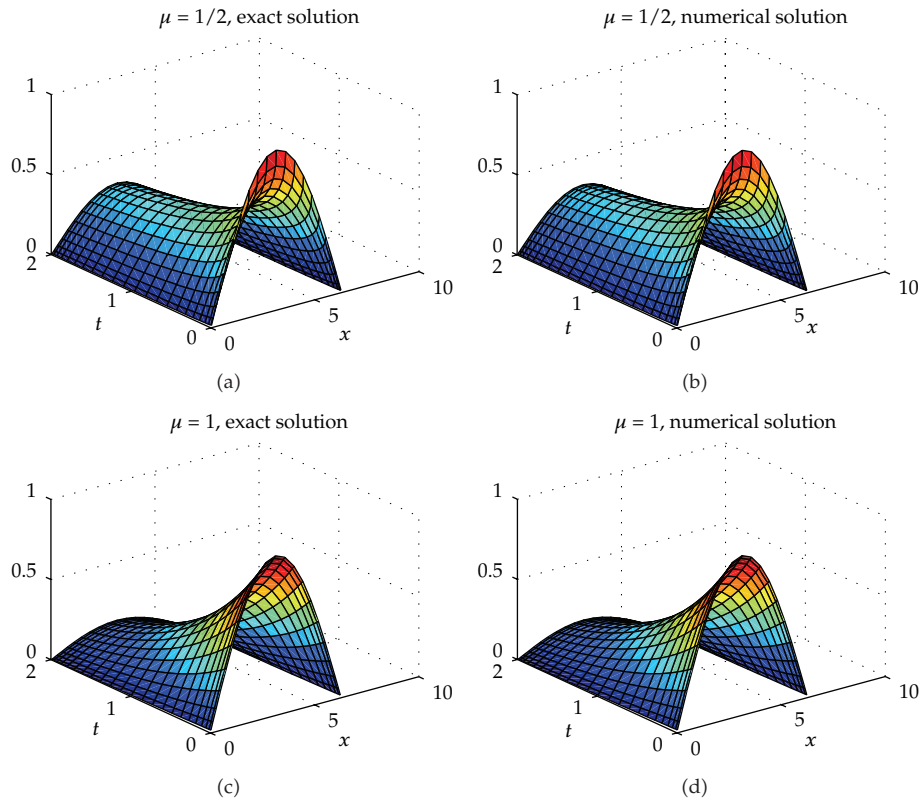 μ = 1/2, exact solution
1
0.5
0
2
1
t
0
0
5
x
10
(a)
μ = 1/2, numerical solution
1
0.5
0
2
1
t
0
0
5
x
10
(b)
μ = 1, exact solution
1
0.5
0
2
1
t
0
0
5
x
10
(c)
μ = 1, numerical solution
1
0.5
0
2
1
t
0
0
5
x
10
(d)